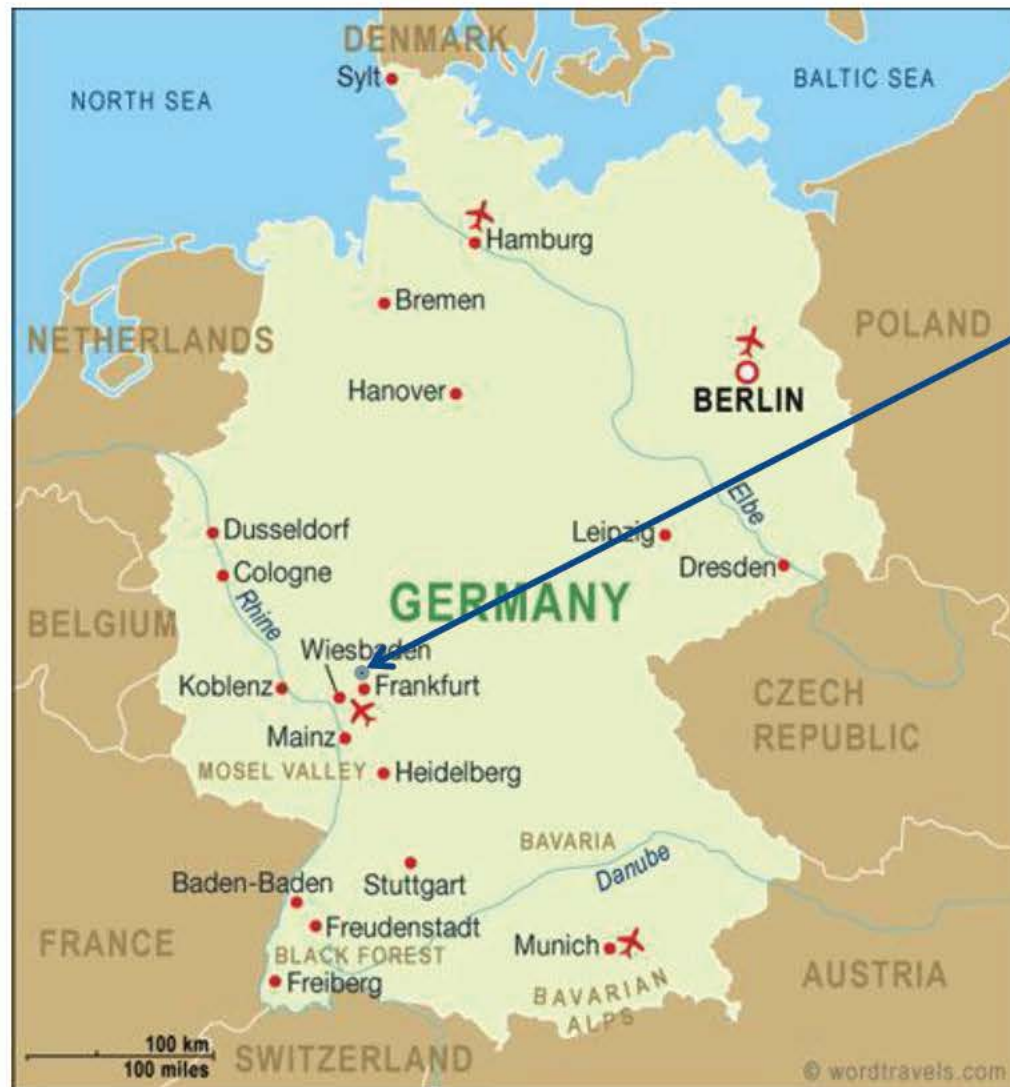 DENMARK
Sylt
NORTH SEA
BALTIC SEA
Hamburg
Bremen
NETHERLANDS
POLAND
Hanover
BERLIN
Elbe
Dusseldorf
Leipzig
Cologne
Dresden
GERMANY
BELGIUM
Rhine
Wiesbaden
Koblenz
Frankfurt
CZECH
REPUBLIC
Mainz
MOSEL VALLEY
Heidelberg
BAVARIA
Danube
Baden-Baden
Stuttgart
Freudenstadt
FRANCE
BLACK FOREST
Munich
AUSTRIA
Freiberg
BAVARIAN
ALPS
100 km
100 miles
SWITZERLAND
© wordtravels.com